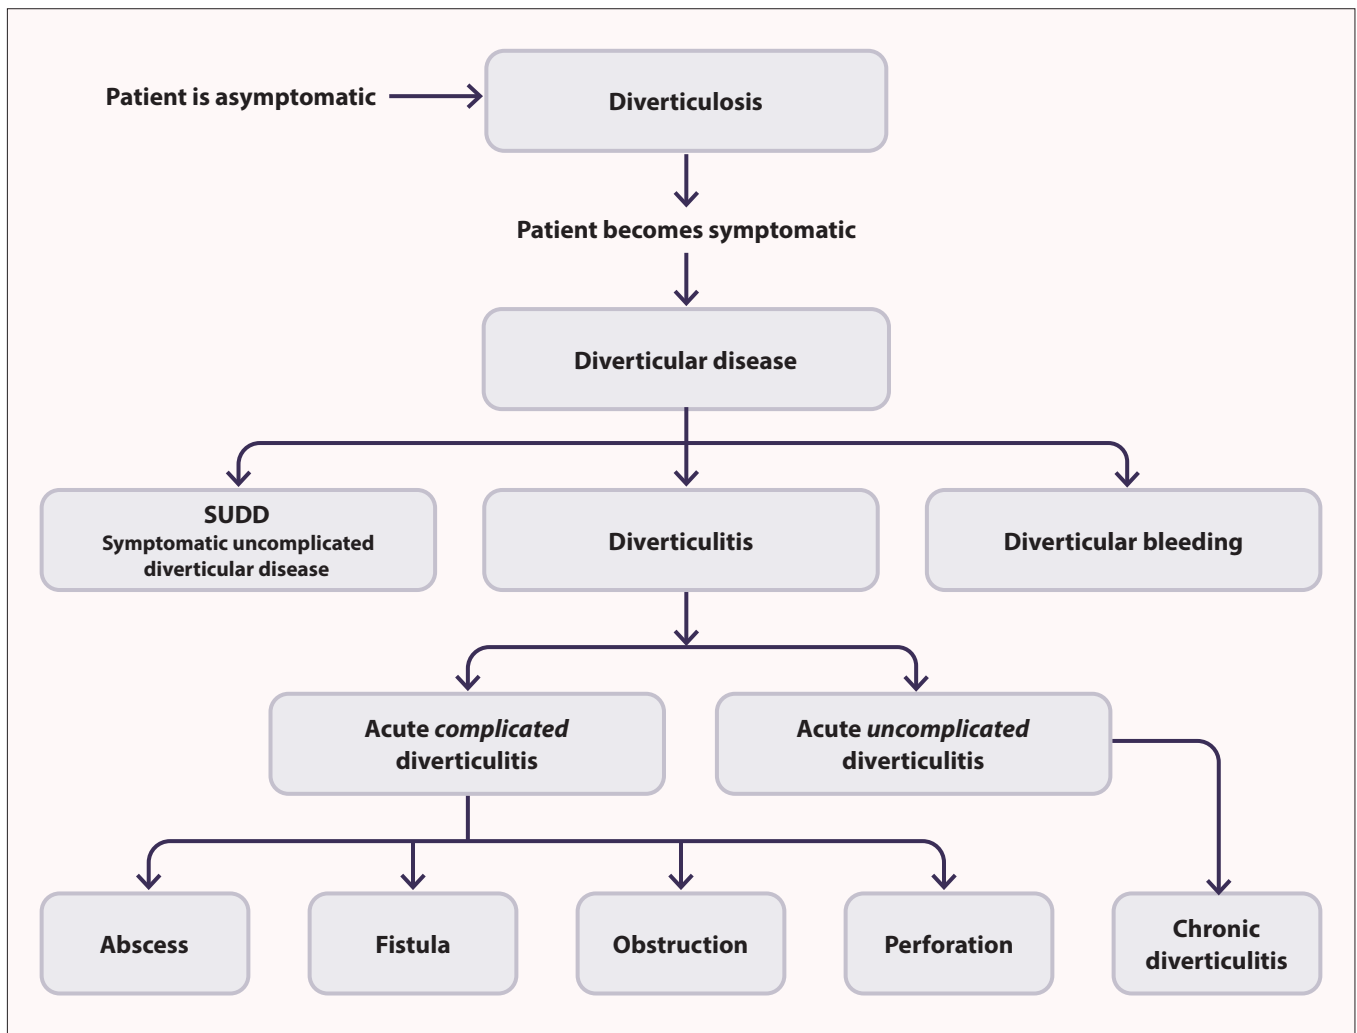 Patient is asymptomatic
Diverticulosis
Patient becomes symptomatic
Diverticular disease
SUDD
Symptomatic uncomplicated
diverticular disease
Diverticulitis
Diverticular bleeding
Acute complicated
diverticulitis
Acute uncomplicated
diverticulitis
Abscess
Fistula
Obstruction
Perforation
Chronic
diverticulitis